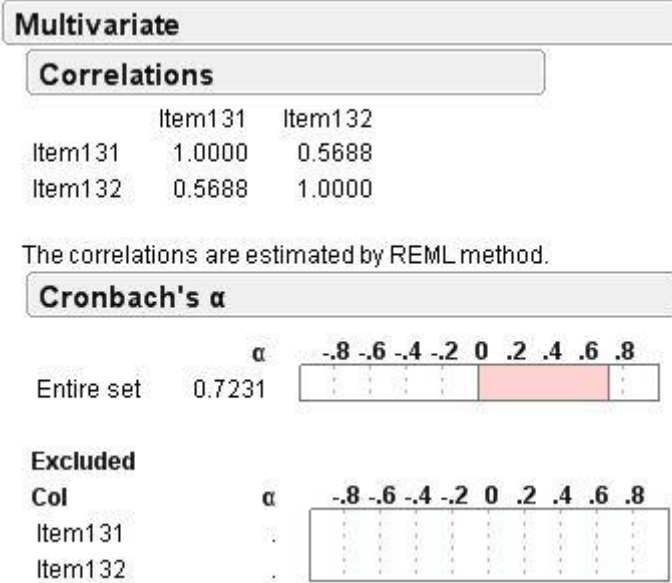 Multivariate
Correlations
Item131 Item132
Item131 1.0000 0.5688
Item132 0.5688 1.0000
The correlations are estimated by REML method.
Cronbach's α
α -.8 -.6 -.4 -.2 0 .2 .4 .6 .8
Entire set 0.7231
Excluded
Col α -.8 -.6 -.4 -.2 0 .2 .4 .6 .8
Item131 .
Item132 .